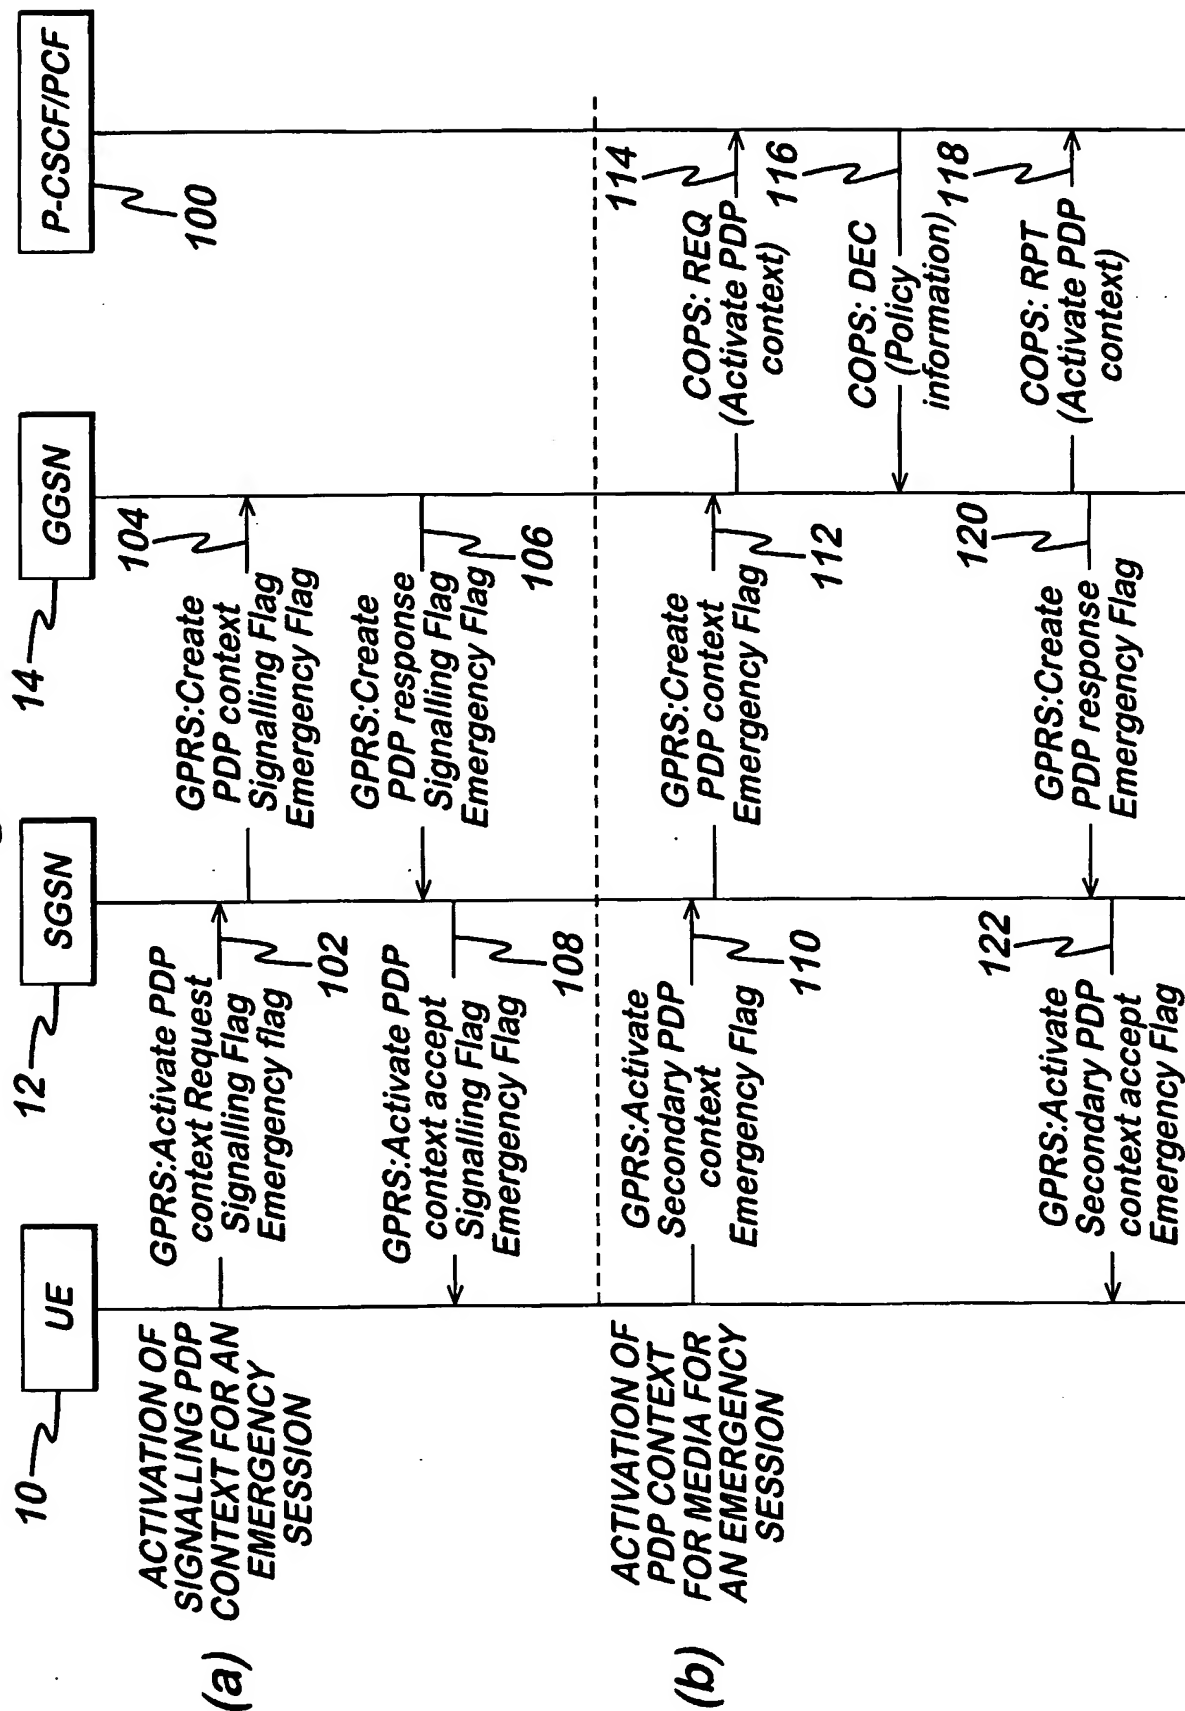 10
UE
12
SGSN
14
GGSN
P-CSCF/PCF
100
(a)
ACTIVATION OF
SIGNALLING PDP
CONTEXT FOR AN
EMERGENCY
SESSION
GPRS:Activate PDP
context Request
Signalling Flag
Emergency flag
102
GPRS:Create
PDP context
Signalling Flag
Emergency Flag
104
GPRS:Create
PDP response
Signalling Flag
Emergency Flag
106
GPRS:Activate PDP
context accept
Signalling Flag
Emergency Flag
108
(b)
ACTIVATION OF
PDP CONTEXT
FOR MEDIA FOR
AN EMERGENCY
SESSION
GPRS:Activate
Secondary PDP
context
Emergency Flag
110
GPRS:Create
PDP context
Emergency Flag
112
COPS: REQ
(Activate PDP
context)
114
COPS: DEC
(Policy
information)
116
COPS: RPT
(Activate PDP
context)
118
GPRS:Create
PDP response
Emergency Flag
120
GPRS:Activate
Secondary PDP
context accept
Emergency Flag
122